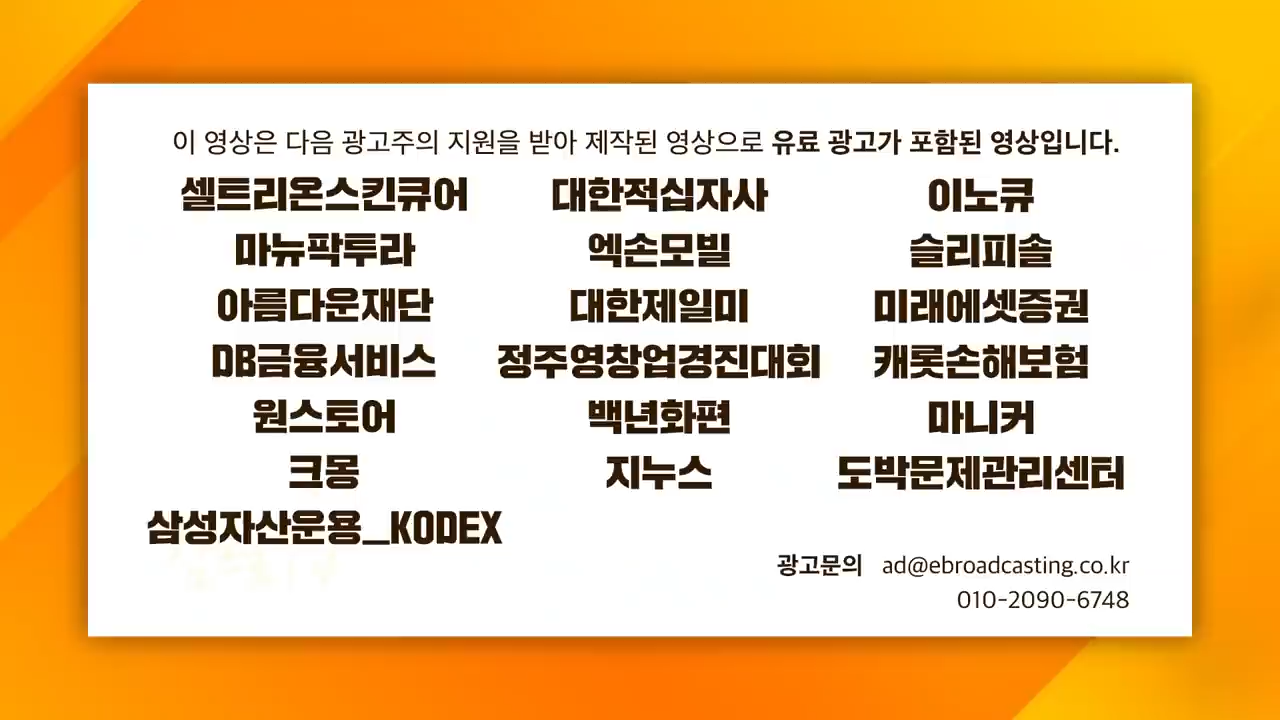 이 영상은 다음 광고주의 지원을 받아 제작된 영상으로 유료 광고가 포함된 영상입니다.
셀트리온스킨큐어 대한적십자사 이노큐
마뉴팍투라 엑손모빌 슬리피솔
아름다운재단 대한제일미 미래에셋증권
DB금융서비스 정주영창업경진대회 캐롯손해보험
원스토어 백년화편 마니커
크몽 지누스 도박문제관리센터
삼성자산운용_KODEX
광고문의 ad@ebroadcasting.co.kr
010-2090-6748